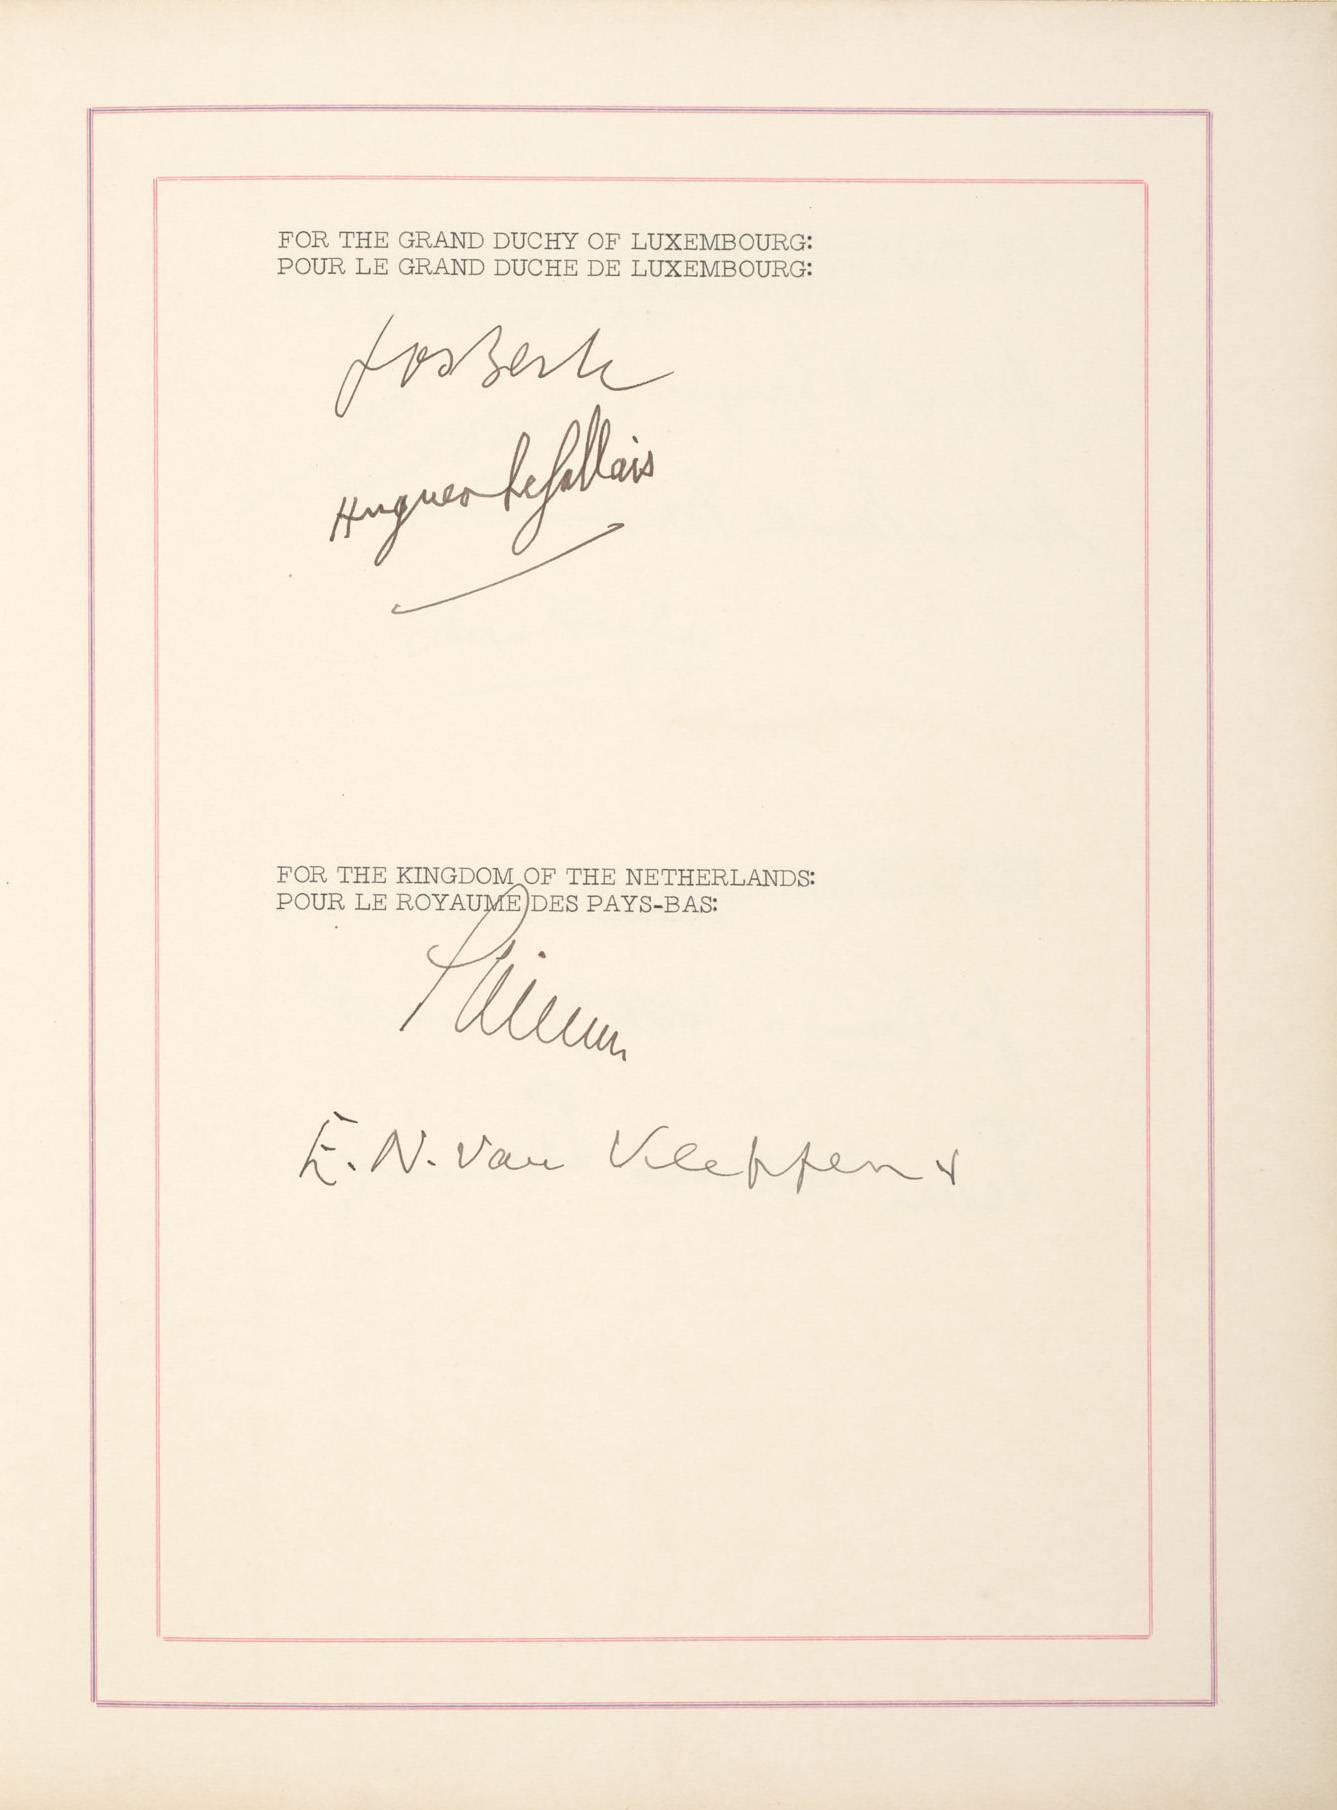 FOR THE GRAND DUCHY OF LUXEMBOURG:
POUR LE GRAND DUCHE DE LUXEMBOURG:
Jos Bech
Hugues Le Gallais
FOR THE KINGDOM OF THE NETHERLANDS:
POUR LE ROYAUME DES PAYS-BAS:
E. N. van Kleffens